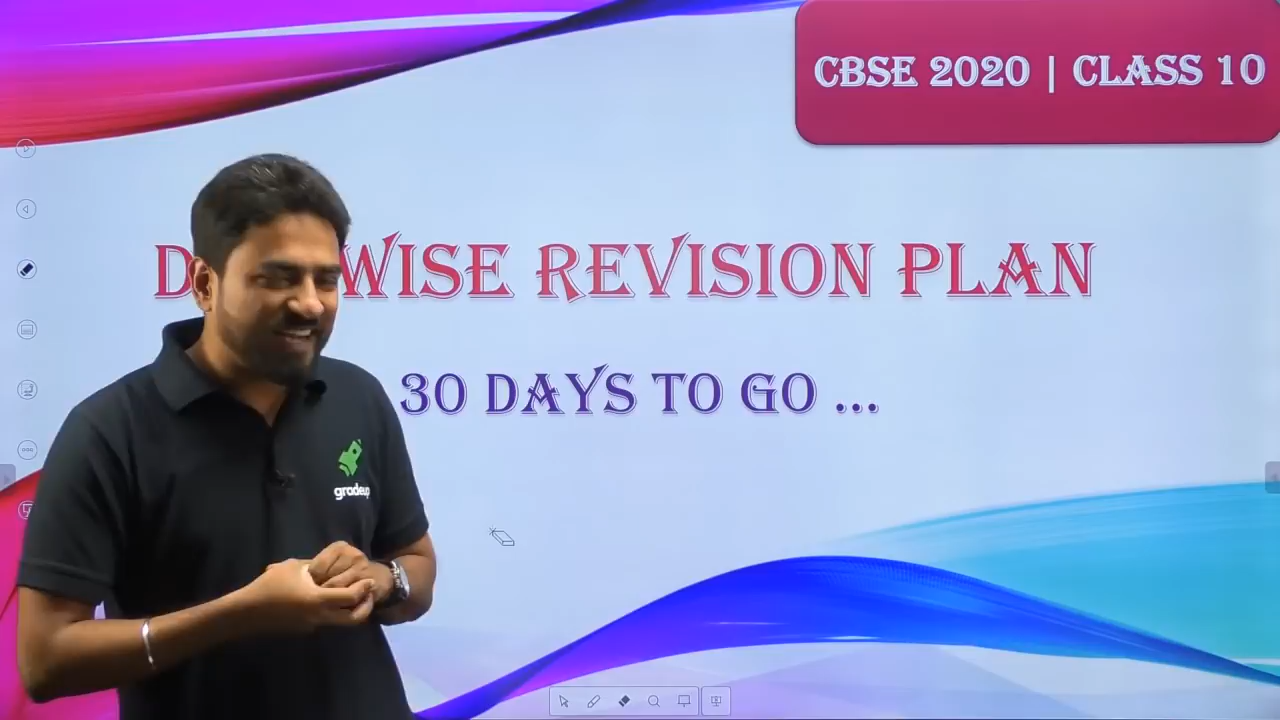 CBSE 2020 | CLASS 10
WISE REVISION PLAN
30 DAYS TO GO ...
gradeup